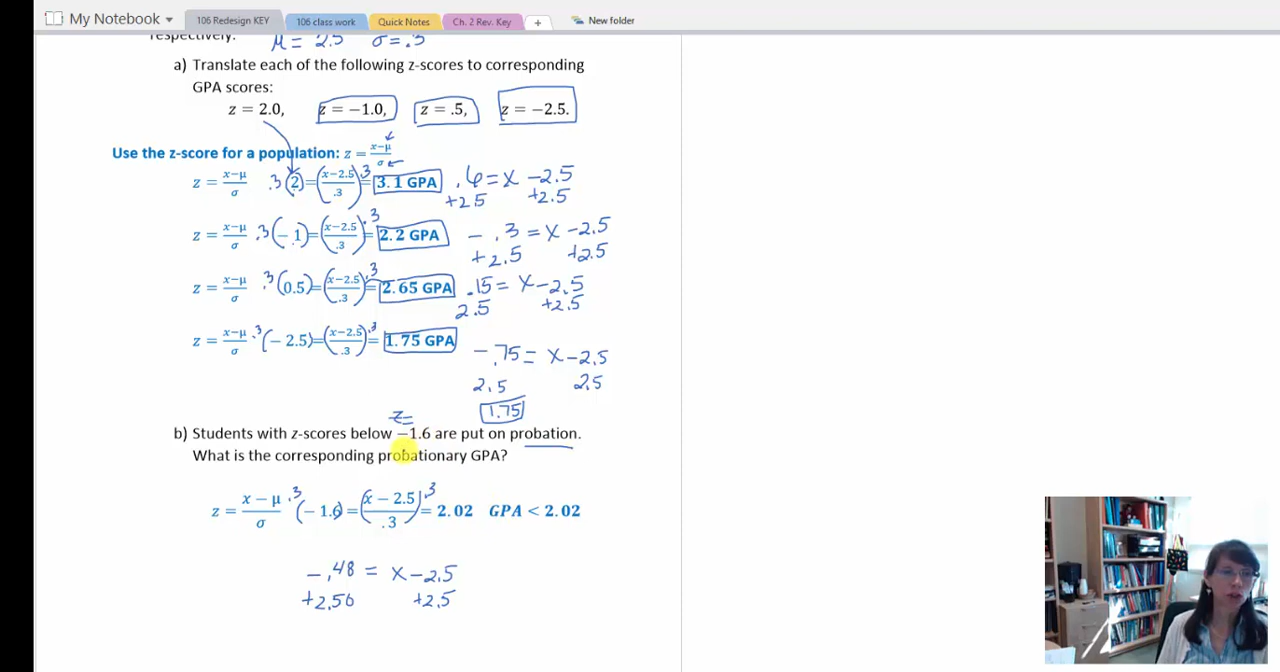 My Notebook 106 Redesign KEY 106 class work Quick Notes Ch. 2 Rev. Key + New folder
respectively. μ = 2.5 σ = .3
a) Translate each of the following z-scores to corresponding
GPA scores:
z = 2.0, z = −1.0, z = .5, z = −2.5.
Use the z-score for a population: z = (x−μ)/σ
z = (x−μ)/σ .3(2)=((x−2.5)/.3).3= 3.1 GPA .6 = x −2.5
+2.5 +2.5
z = (x−μ)/σ .3(−1)=((x−2.5)/.3).3= 2.2 GPA −.3 = x −2.5
+2.5 +2.5
z = (x−μ)/σ .3(0.5)=((x−2.5)/.3).3= 2.65 GPA .15 = x −2.5
2.5 +2.5
z = (x−μ)/σ .3(−2.5)=((x−2.5)/.3).3= 1.75 GPA −.75 = x −2.5
2.5 2.5
1.75
z=
b) Students with z-scores below −1.6 are put on probation.
What is the corresponding probationary GPA?
z = (x − μ)/σ .3(−1.6)=((x − 2.5)/.3).3= 2.02 GPA < 2.02
−.48 = x −2.5
+2.50 +2.5